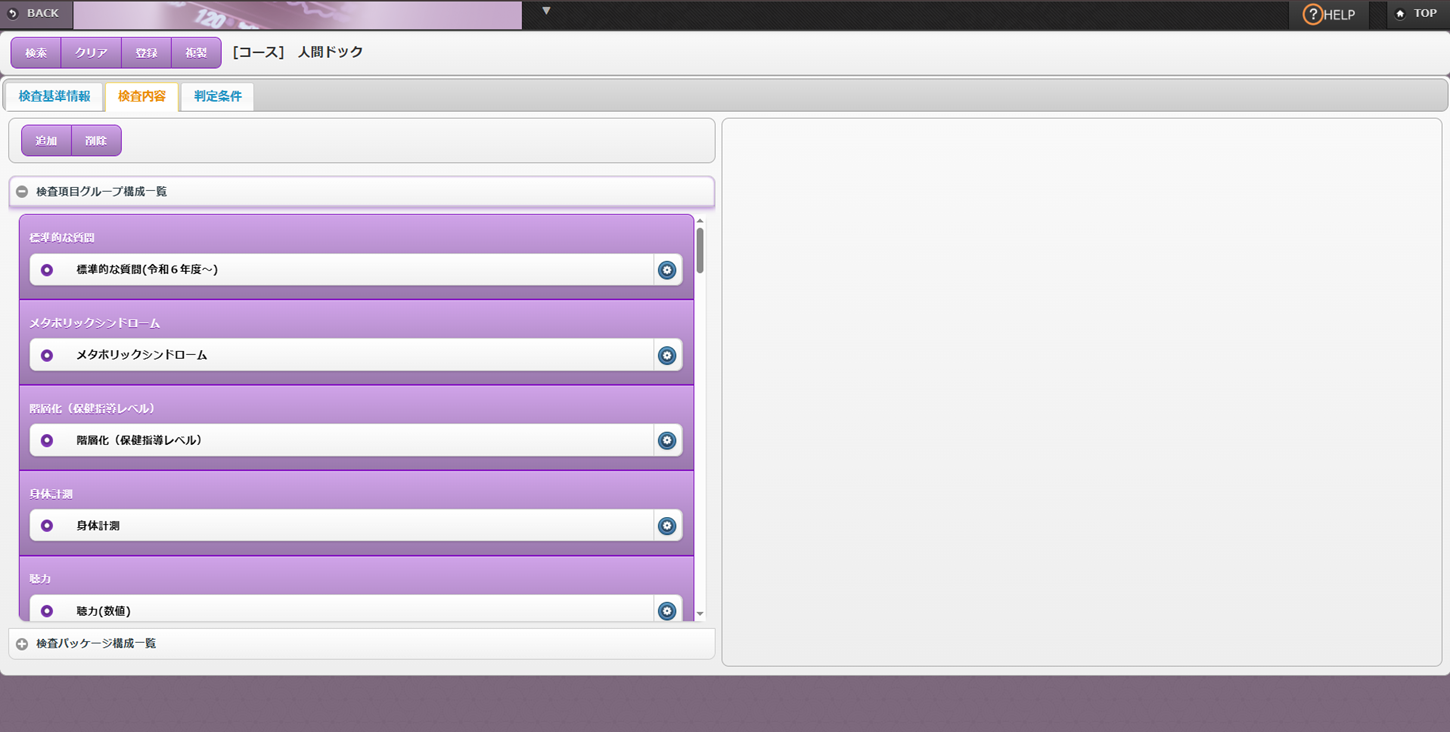 BACK
120
▼
?HELP
TOP
検索 クリア 登録 複製 [コース] 人間ドック
検査基準情報 検査内容 判定条件
追加 削除
検査項目グループ構成一覧
標準的な質問
標準的な質問(令和６年度～)
メタボリックシンドローム
メタボリックシンドローム
階層化（保健指導レベル）
階層化（保健指導レベル）
身体計測
身体計測
聴力
聴力(数値)
検査パッケージ構成一覧